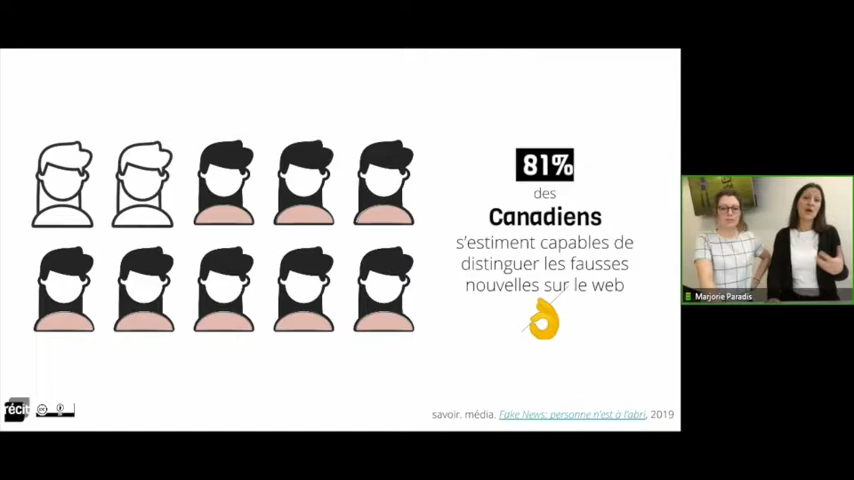 81%
des
Canadiens
s'estiment capables de
distinguer les fausses
nouvelles sur le web
Marjorie Paradis
récit
savoir. média. Fake News: personne n'est à l'abri, 2019